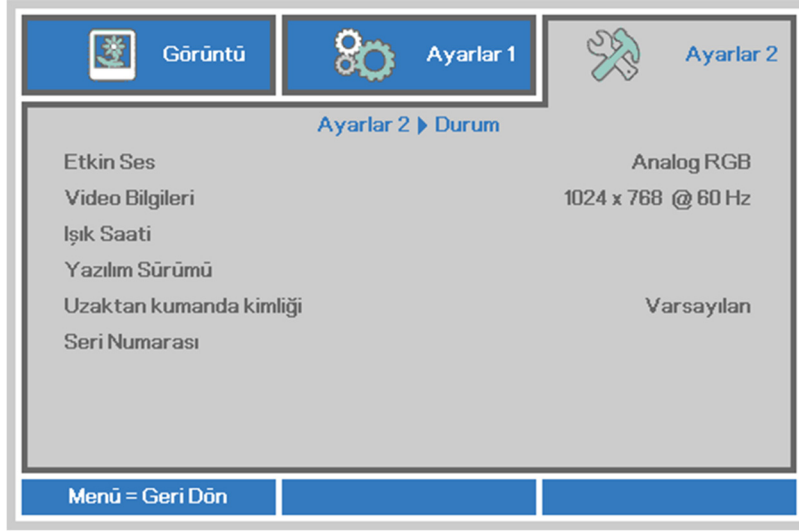 Görüntü Ayarlar 1 Ayarlar 2
Ayarlar 2 Durum
Etkin Ses Analog RGB
Video Bilgileri 1024 x 768 @ 60 Hz
Işık Saati
Yazılım Sürümü
Uzaktan kumanda kimliği Varsayılan
Seri Numarası
Menü = Geri Dön